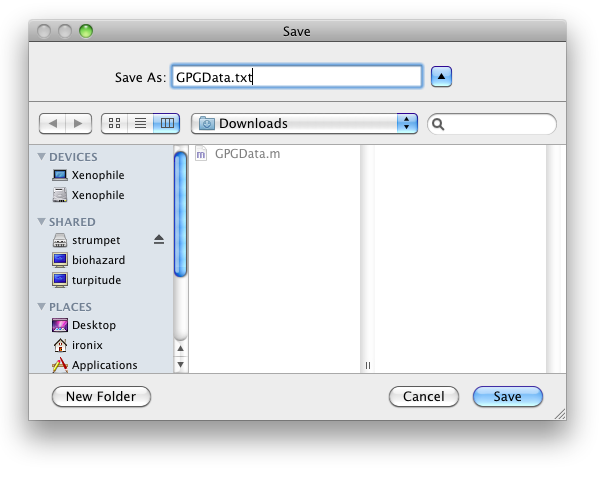 Save
Save As: GPGData.txt
Downloads
DEVICES
Xenophile
Xenophile
SHARED
strumpet
biohazard
turpitude
PLACES
Desktop
ironix
Applications
m GPGData.m
New Folder
Cancel
Save